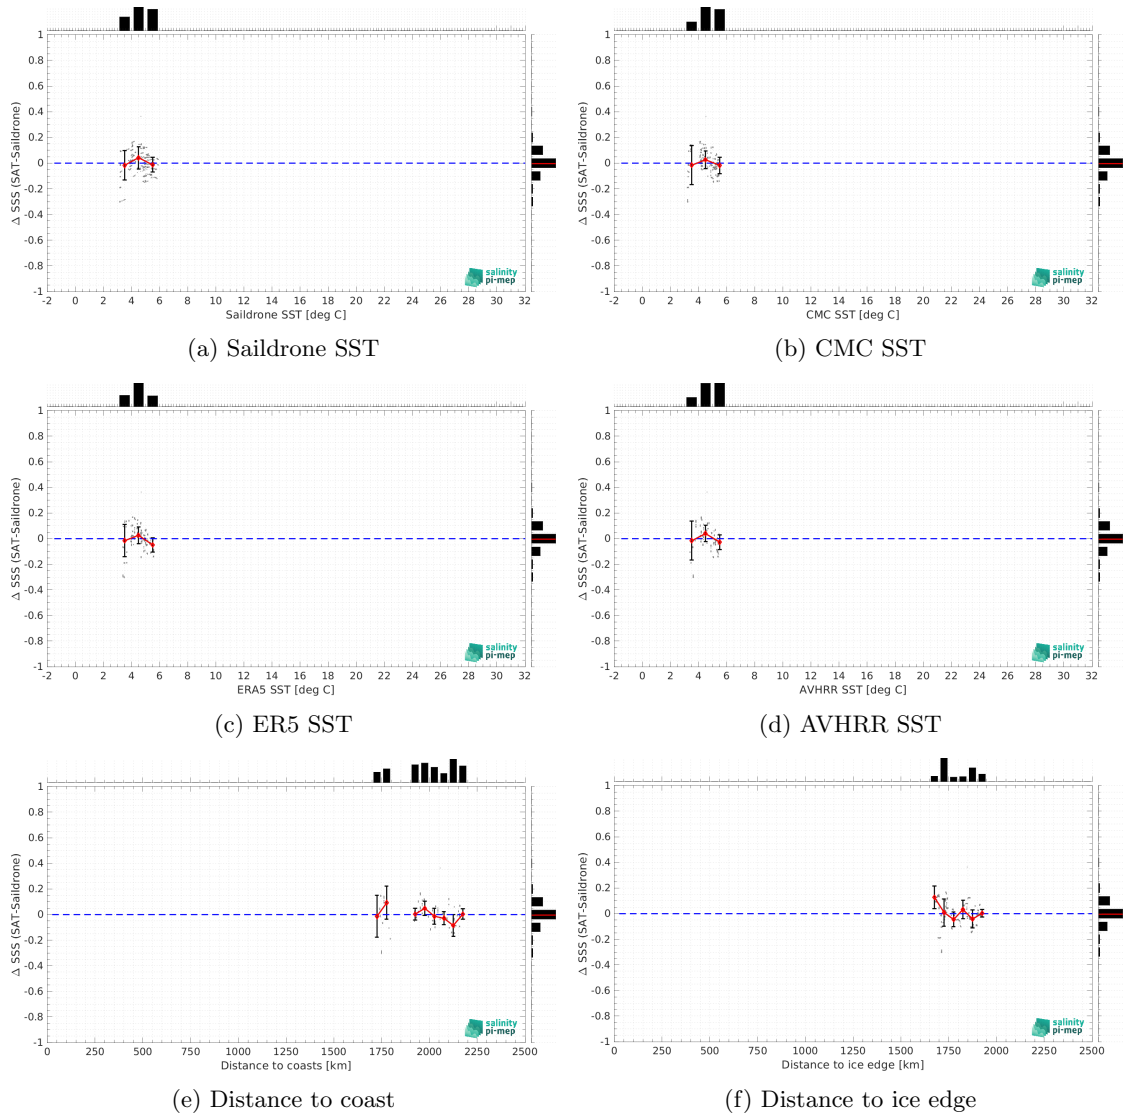 1
0.8
0.6
0.4
0.2
0
-0.2
-0.4
-0.6
-0.8
-1
Δ SSS (SAT-Saildrone)
-2 0 2 4 6 8 10 12 14 16 18 20 22 24 26 28 30 32
Saildrone SST [deg C]
salinity
pi-mep
(a) Saildrone SST
1
0.8
0.6
0.4
0.2
0
-0.2
-0.4
-0.6
-0.8
-1
Δ SSS (SAT-Saildrone)
-2 0 2 4 6 8 10 12 14 16 18 20 22 24 26 28 30 32
CMC SST [deg C]
salinity
pi-mep
(b) CMC SST
1
0.8
0.6
0.4
0.2
0
-0.2
-0.4
-0.6
-0.8
-1
Δ SSS (SAT-Saildrone)
-2 0 2 4 6 8 10 12 14 16 18 20 22 24 26 28 30 32
ERA5 SST [deg C]
salinity
pi-mep
(c) ER5 SST
1
0.8
0.6
0.4
0.2
0
-0.2
-0.4
-0.6
-0.8
-1
Δ SSS (SAT-Saildrone)
-2 0 2 4 6 8 10 12 14 16 18 20 22 24 26 28 30 32
AVHRR SST [deg C]
salinity
pi-mep
(d) AVHRR SST
1
0.8
0.6
0.4
0.2
0
-0.2
-0.4
-0.6
-0.8
-1
Δ SSS (SAT-Saildrone)
0 250 500 750 1000 1250 1500 1750 2000 2250 2500
Distance to coasts [km]
salinity
pi-mep
(e) Distance to coast
1
0.8
0.6
0.4
0.2
0
-0.2
-0.4
-0.6
-0.8
-1
Δ SSS (SAT-Saildrone)
0 250 500 750 1000 1250 1500 1750 2000 2250 2500
Distance to ice edge [km]
salinity
pi-mep
(f) Distance to ice edge